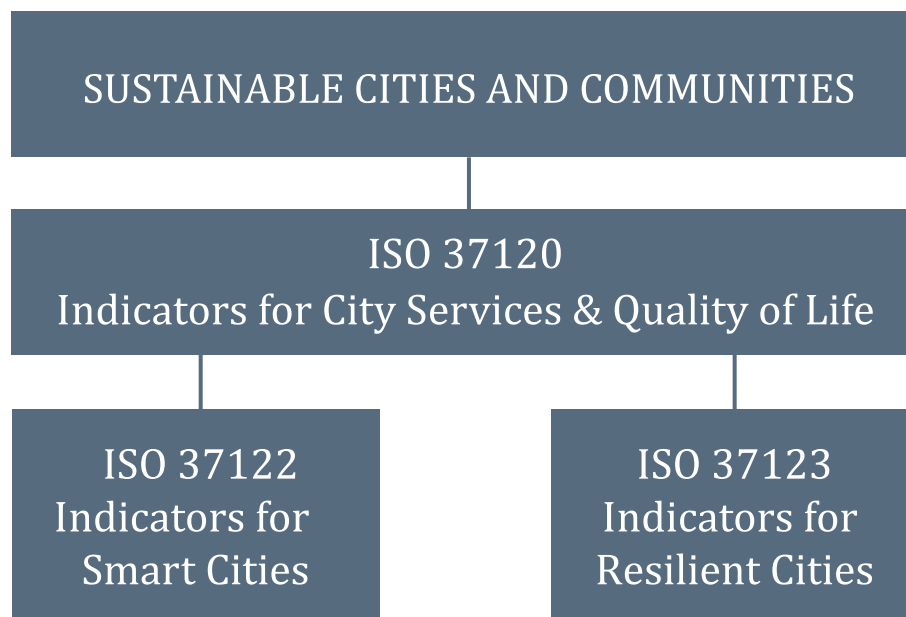 SUSTAINABLE CITIES AND COMMUNITIES
ISO 37120
Indicators for City Services & Quality of Life
ISO 37122
Indicators for
Smart Cities
ISO 37123
Indicators for
Resilient Cities